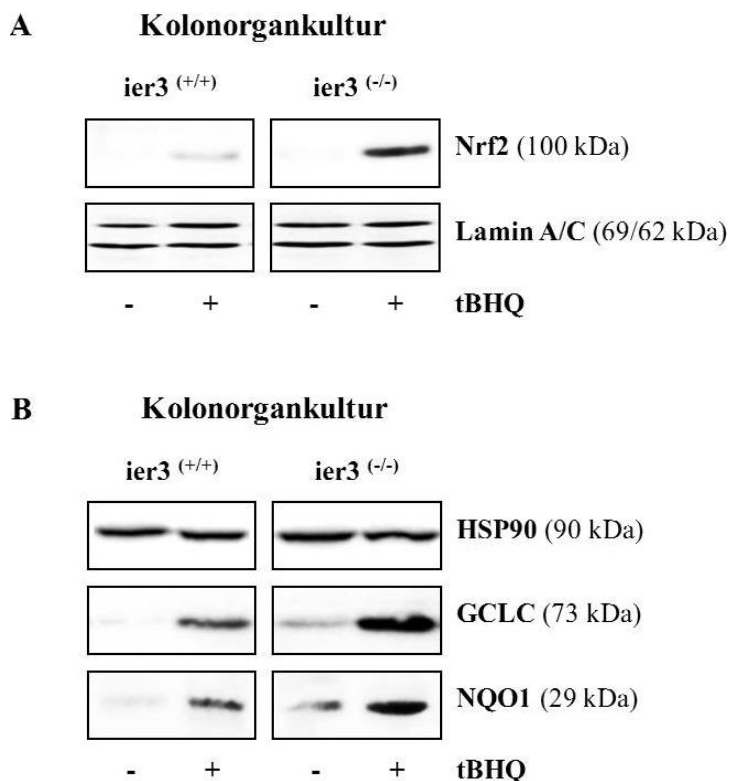 A Kolonorgankultur
ier3 (+/+) ier3 (-/-)
Nrf2 (100 kDa)
Lamin A/C (69/62 kDa)
- + - + tBHQ
B Kolonorgankultur
ier3 (+/+) ier3 (-/-)
HSP90 (90 kDa)
GCLC (73 kDa)
NQO1 (29 kDa)
- + - + tBHQ